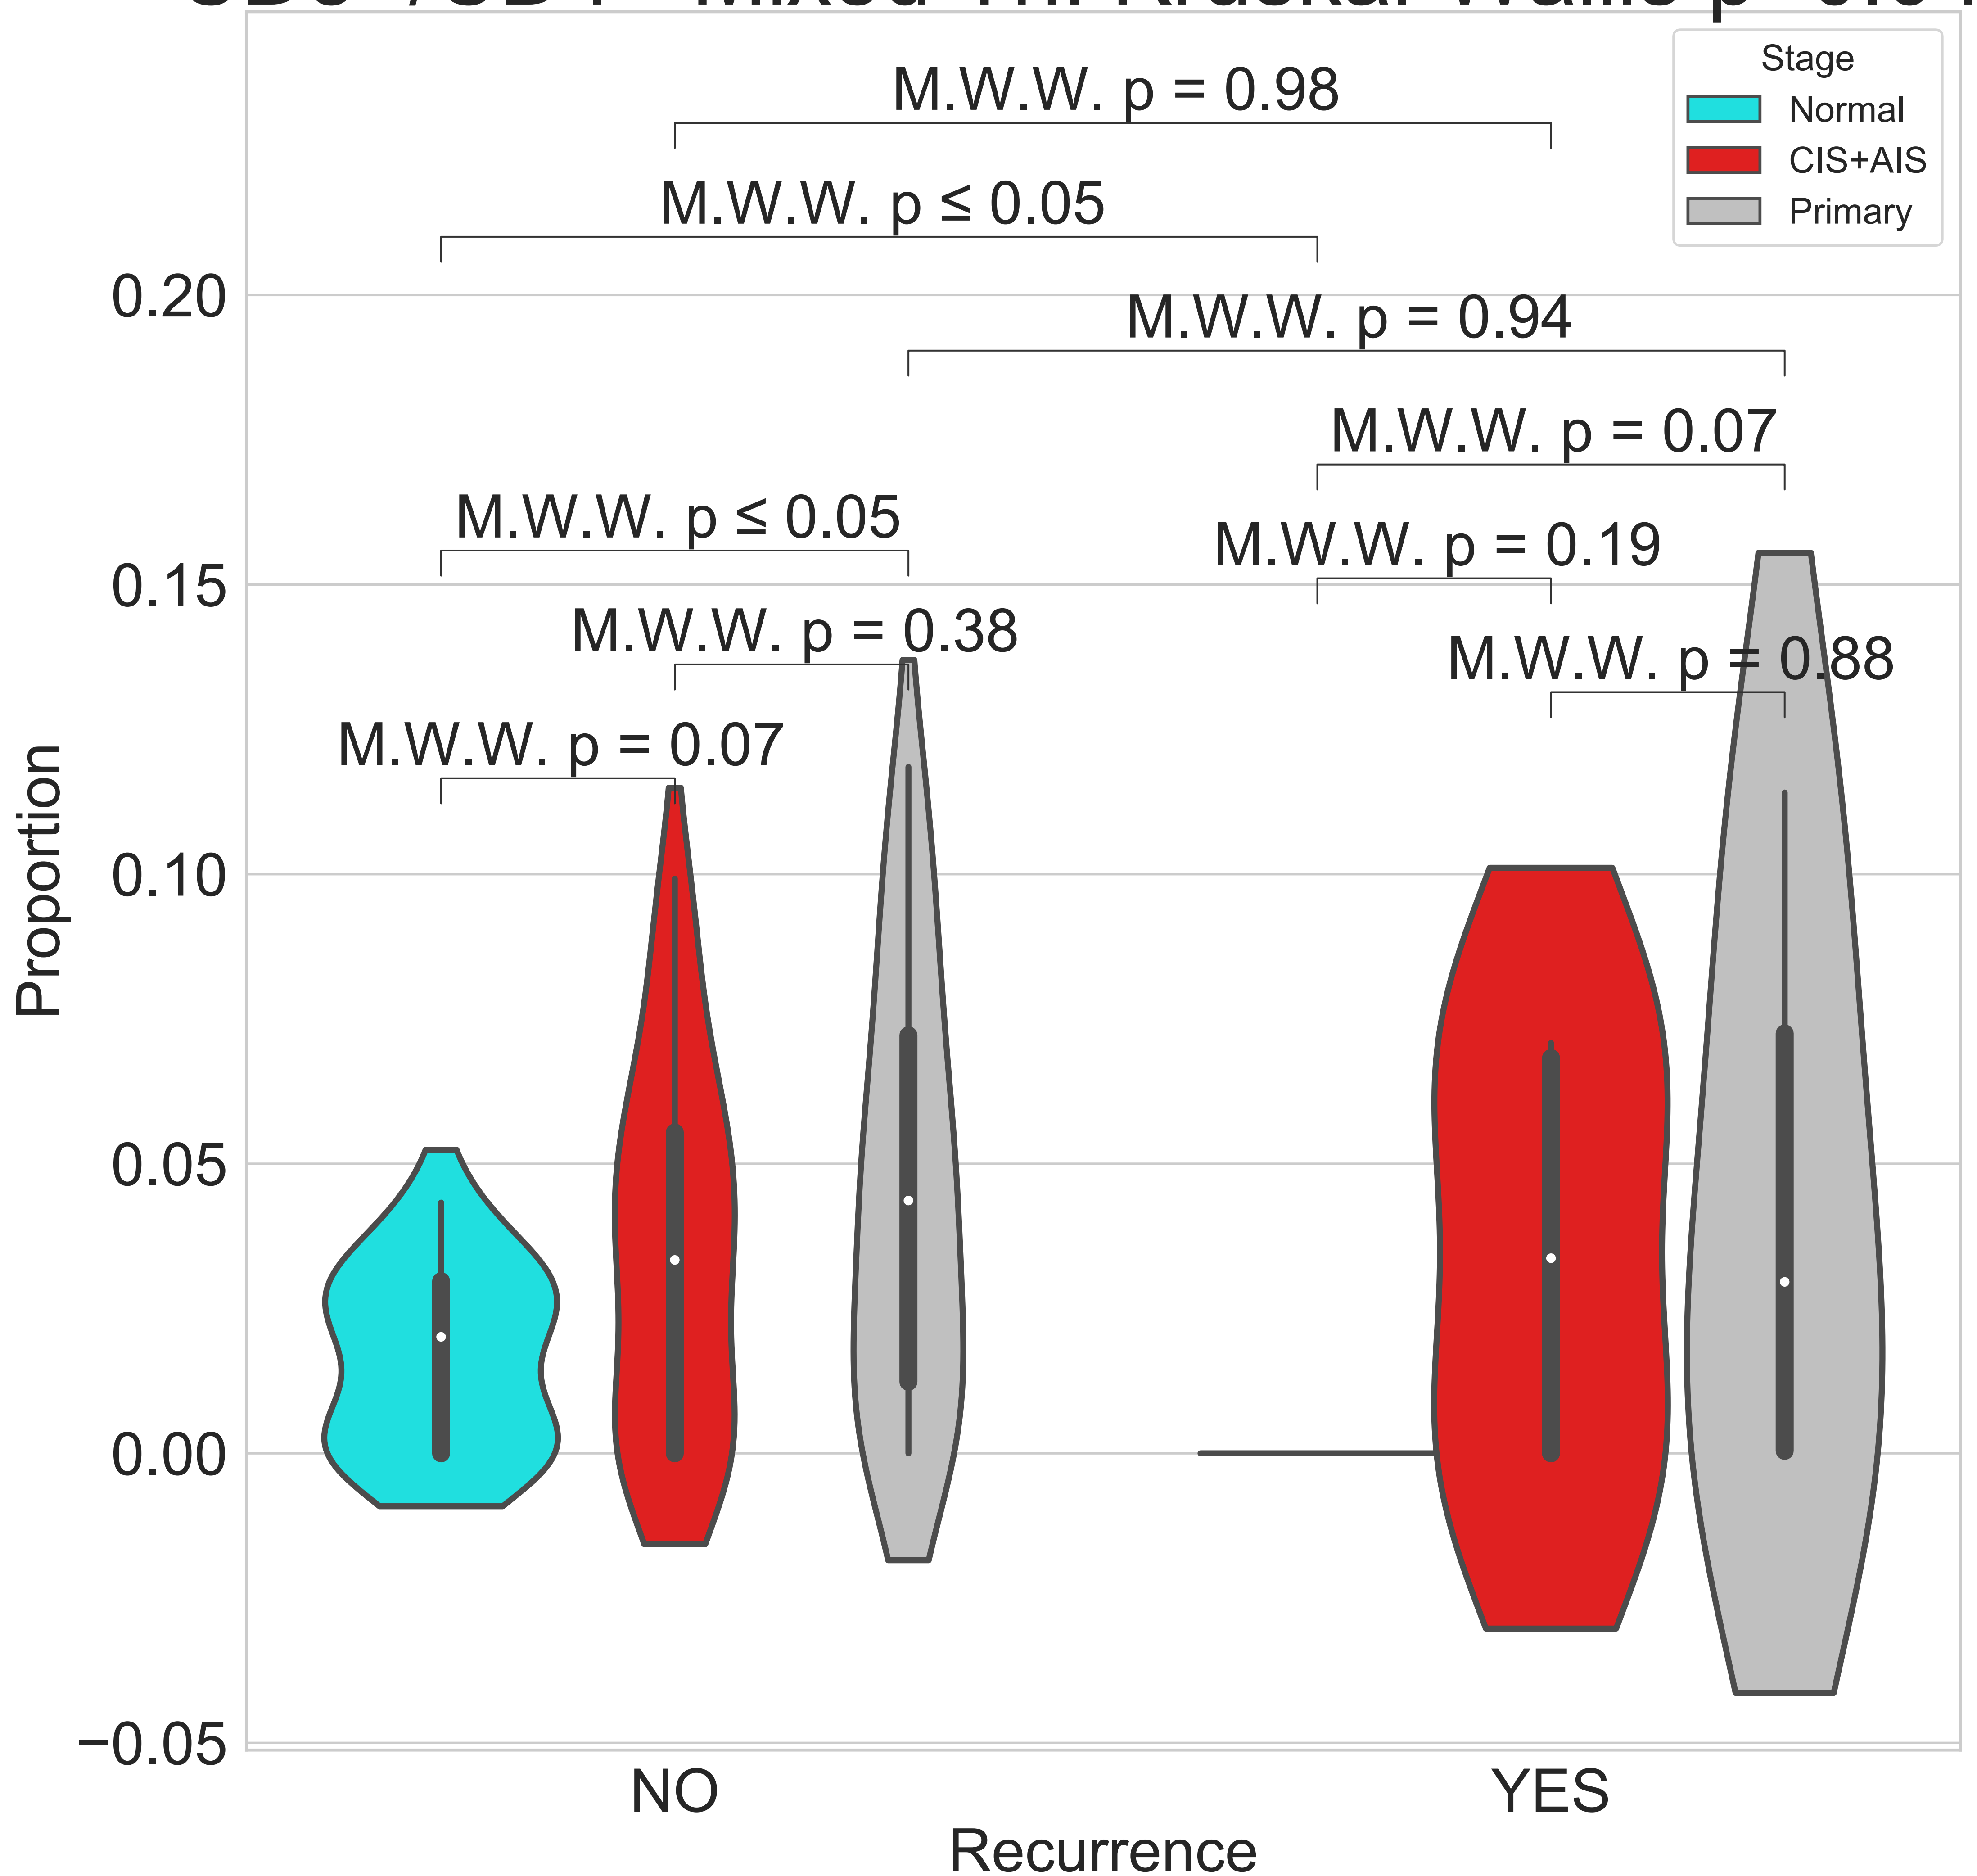 Stage
Normal
CIS+AIS
Primary
M.W.W. p = 0.98
M.W.W. p ≤ 0.05
M.W.W. p = 0.94
M.W.W. p = 0.07
M.W.W. p ≤ 0.05
M.W.W. p = 0.19
M.W.W. p = 0.38
M.W.W. p = 0.88
M.W.W. p = 0.07
0.20
0.15
0.10
0.05
0.00
−0.05
Proportion
NO
YES
Recurrence